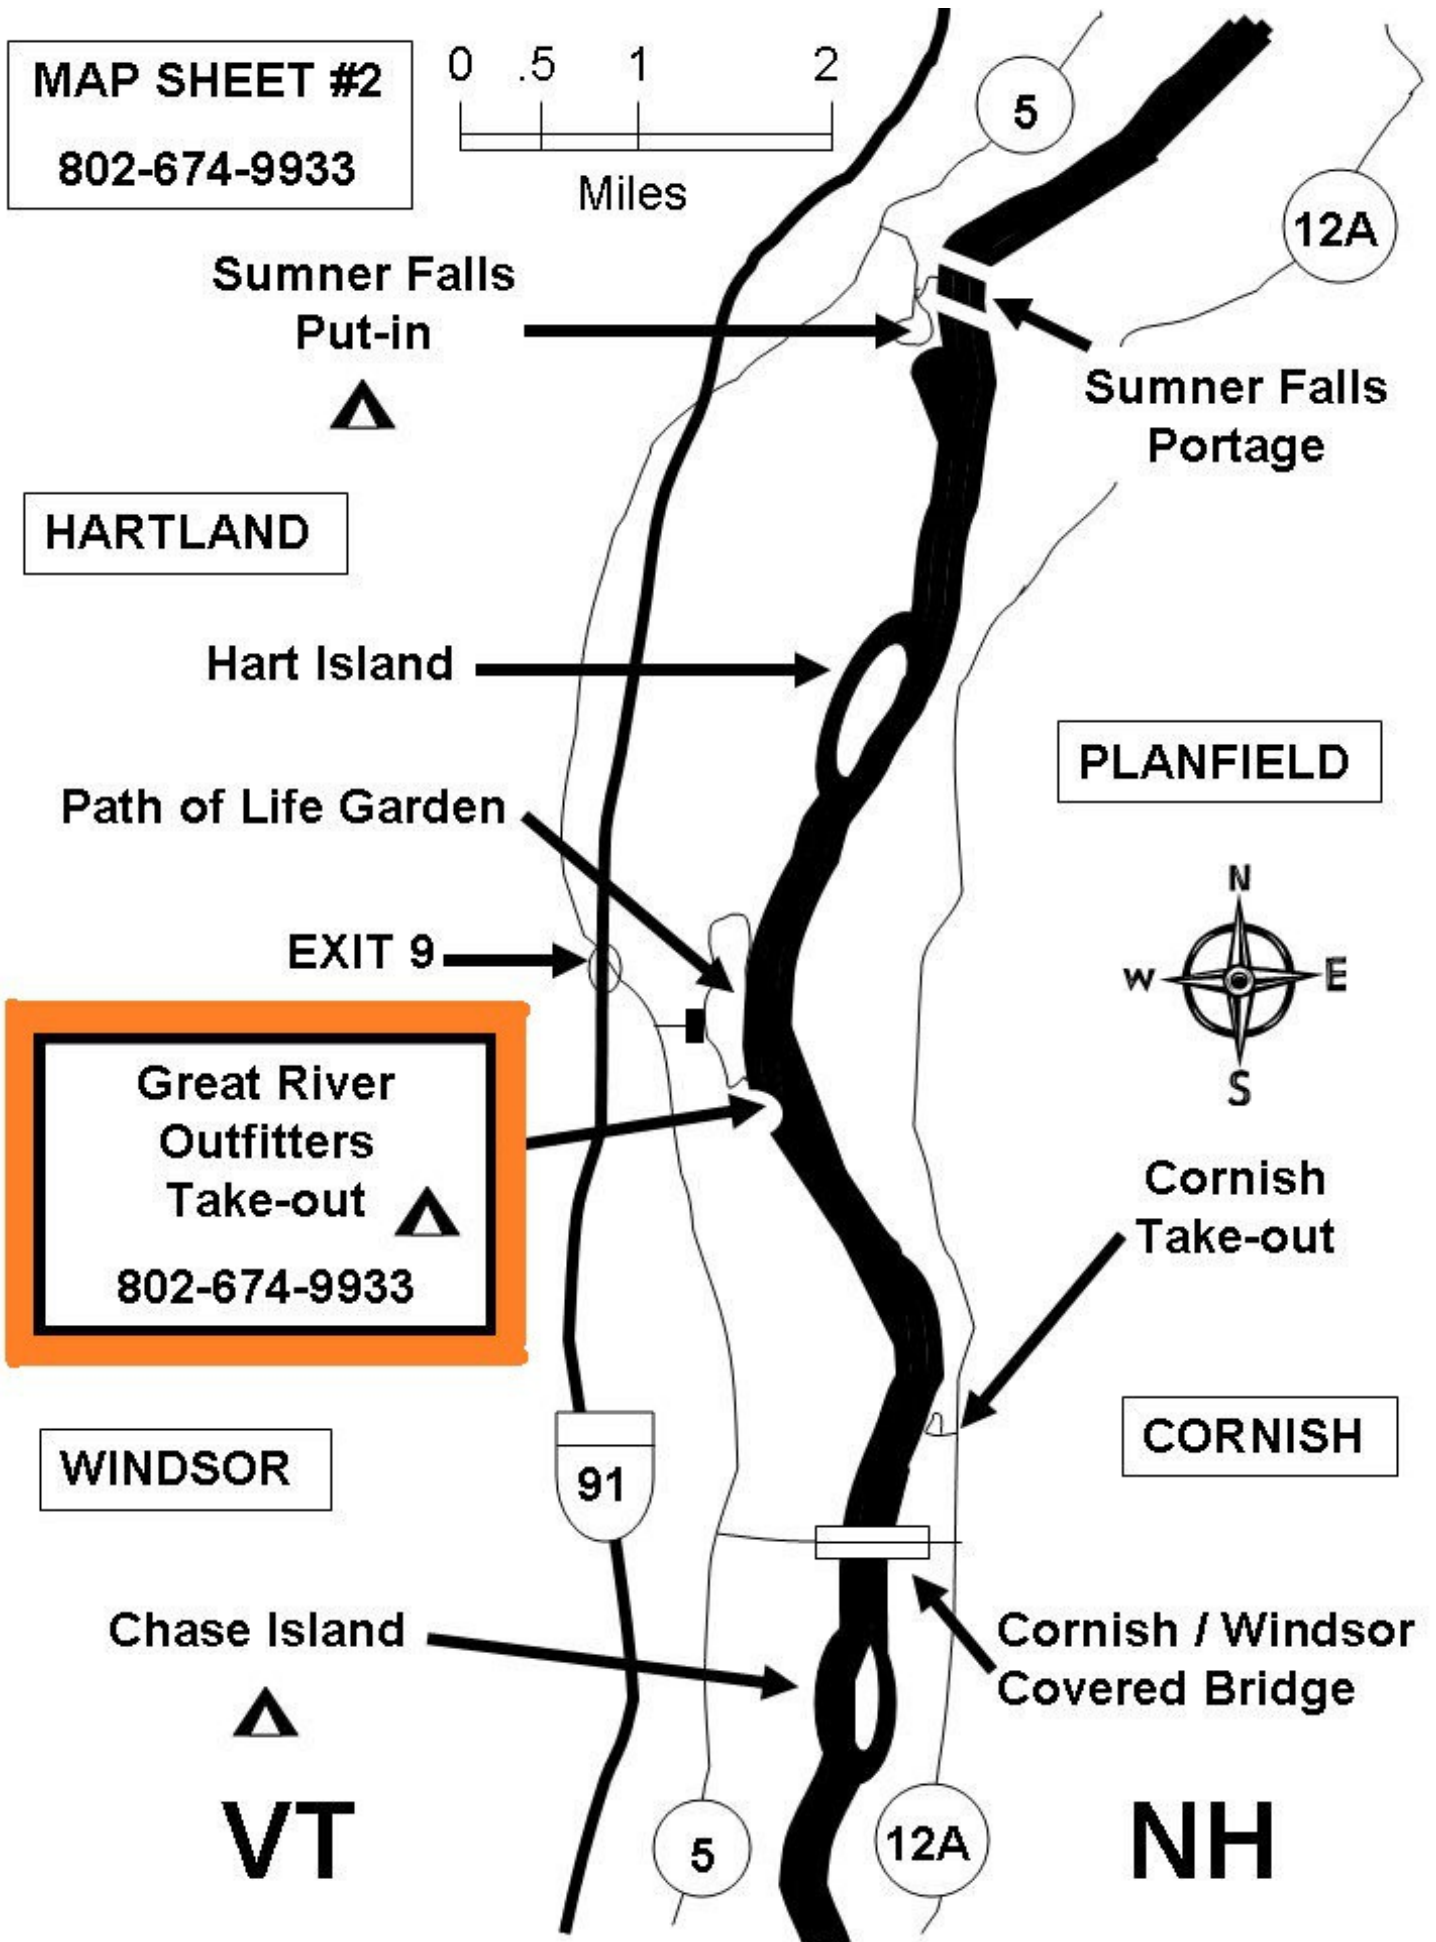 MAP SHEET #2
802-674-9933
0 .5 1 2
Miles
5
12A
Sumner Falls
Put-in
Sumner Falls
Portage
HARTLAND
Hart Island
PLANFIELD
Path of Life Garden
N
W E
S
EXIT 9
Great River
Outfitters
Take-out
802-674-9933
Cornish
Take-out
CORNISH
WINDSOR
91
Chase Island
Cornish / Windsor
Covered Bridge
VT
5
12A
NH